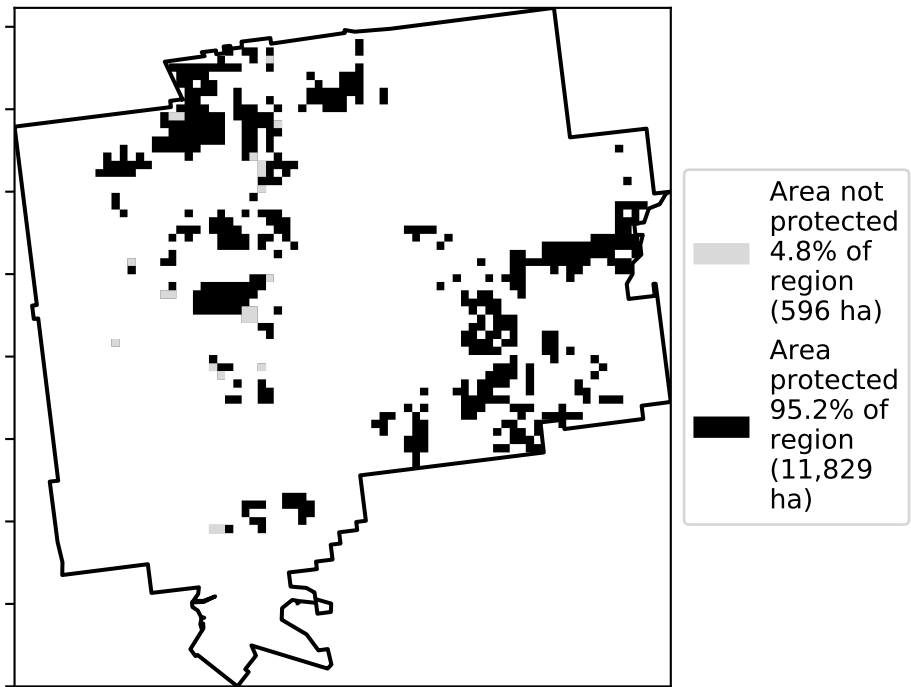 Area not
protected
4.8% of
region
(596 ha)
Area
protected
95.2% of
region
(11,829
ha)